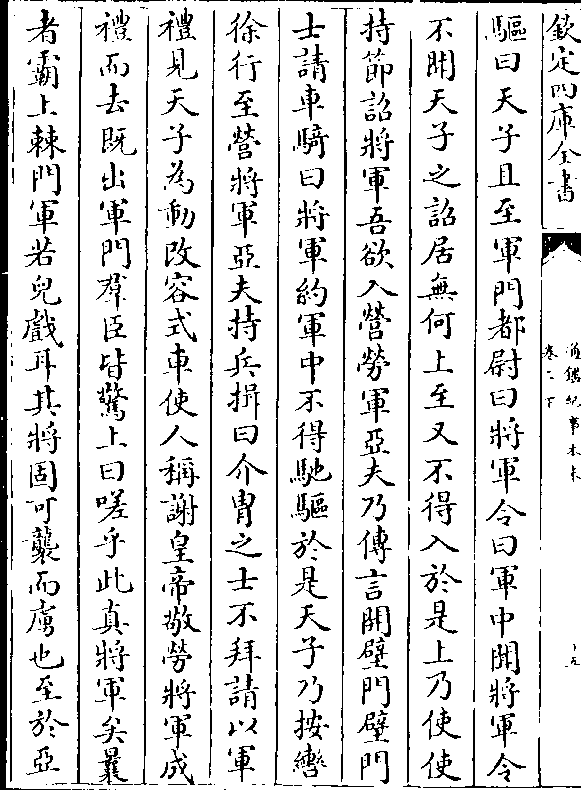 欽定四庫全書
通鑑紀事本末
卷二下
十五
驅曰天子且至軍門都尉曰將軍令曰軍中聞將軍令
不聞天子之詔居無何上至又不得入於是上乃使使
持節詔將軍吾欲入營勞軍亞夫乃傳言開壁門壁門
士請車騎曰將軍約軍中不得馳驅於是天子乃按轡
徐行至營將軍亞夫持兵揖曰介胄之士不拜請以軍
禮見天子為動改容式車使人稱謝皇帝敬勞將軍成
禮而去既出軍門羣臣皆驚上曰嗟乎此真將軍矣曩
者霸上棘門軍若兒戲耳其將固可襲而虜也至於亞